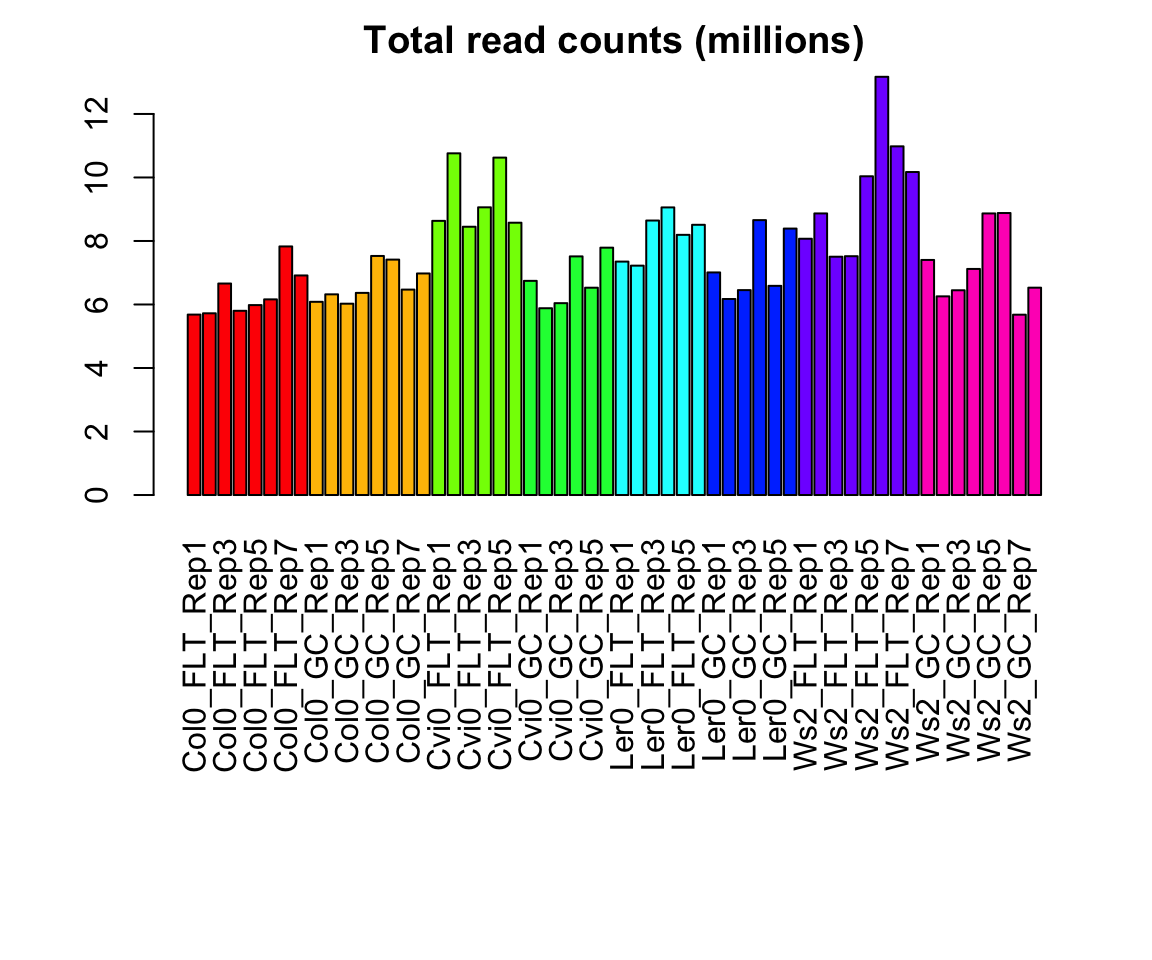 Total read counts (millions)
12
10
8
6
4
2
0
Col0_FLT_Rep1
Col0_FLT_Rep3
Col0_FLT_Rep5
Col0_FLT_Rep7
Col0_GC_Rep1
Col0_GC_Rep3
Col0_GC_Rep5
Col0_GC_Rep7
Cvi0_FLT_Rep1
Cvi0_FLT_Rep3
Cvi0_FLT_Rep5
Cvi0_GC_Rep1
Cvi0_GC_Rep3
Cvi0_GC_Rep5
Ler0_FLT_Rep1
Ler0_FLT_Rep3
Ler0_FLT_Rep5
Ler0_GC_Rep1
Ler0_GC_Rep3
Ler0_GC_Rep5
Ws2_FLT_Rep1
Ws2_FLT_Rep3
Ws2_FLT_Rep5
Ws2_FLT_Rep7
Ws2_GC_Rep1
Ws2_GC_Rep3
Ws2_GC_Rep5
Ws2_GC_Rep7